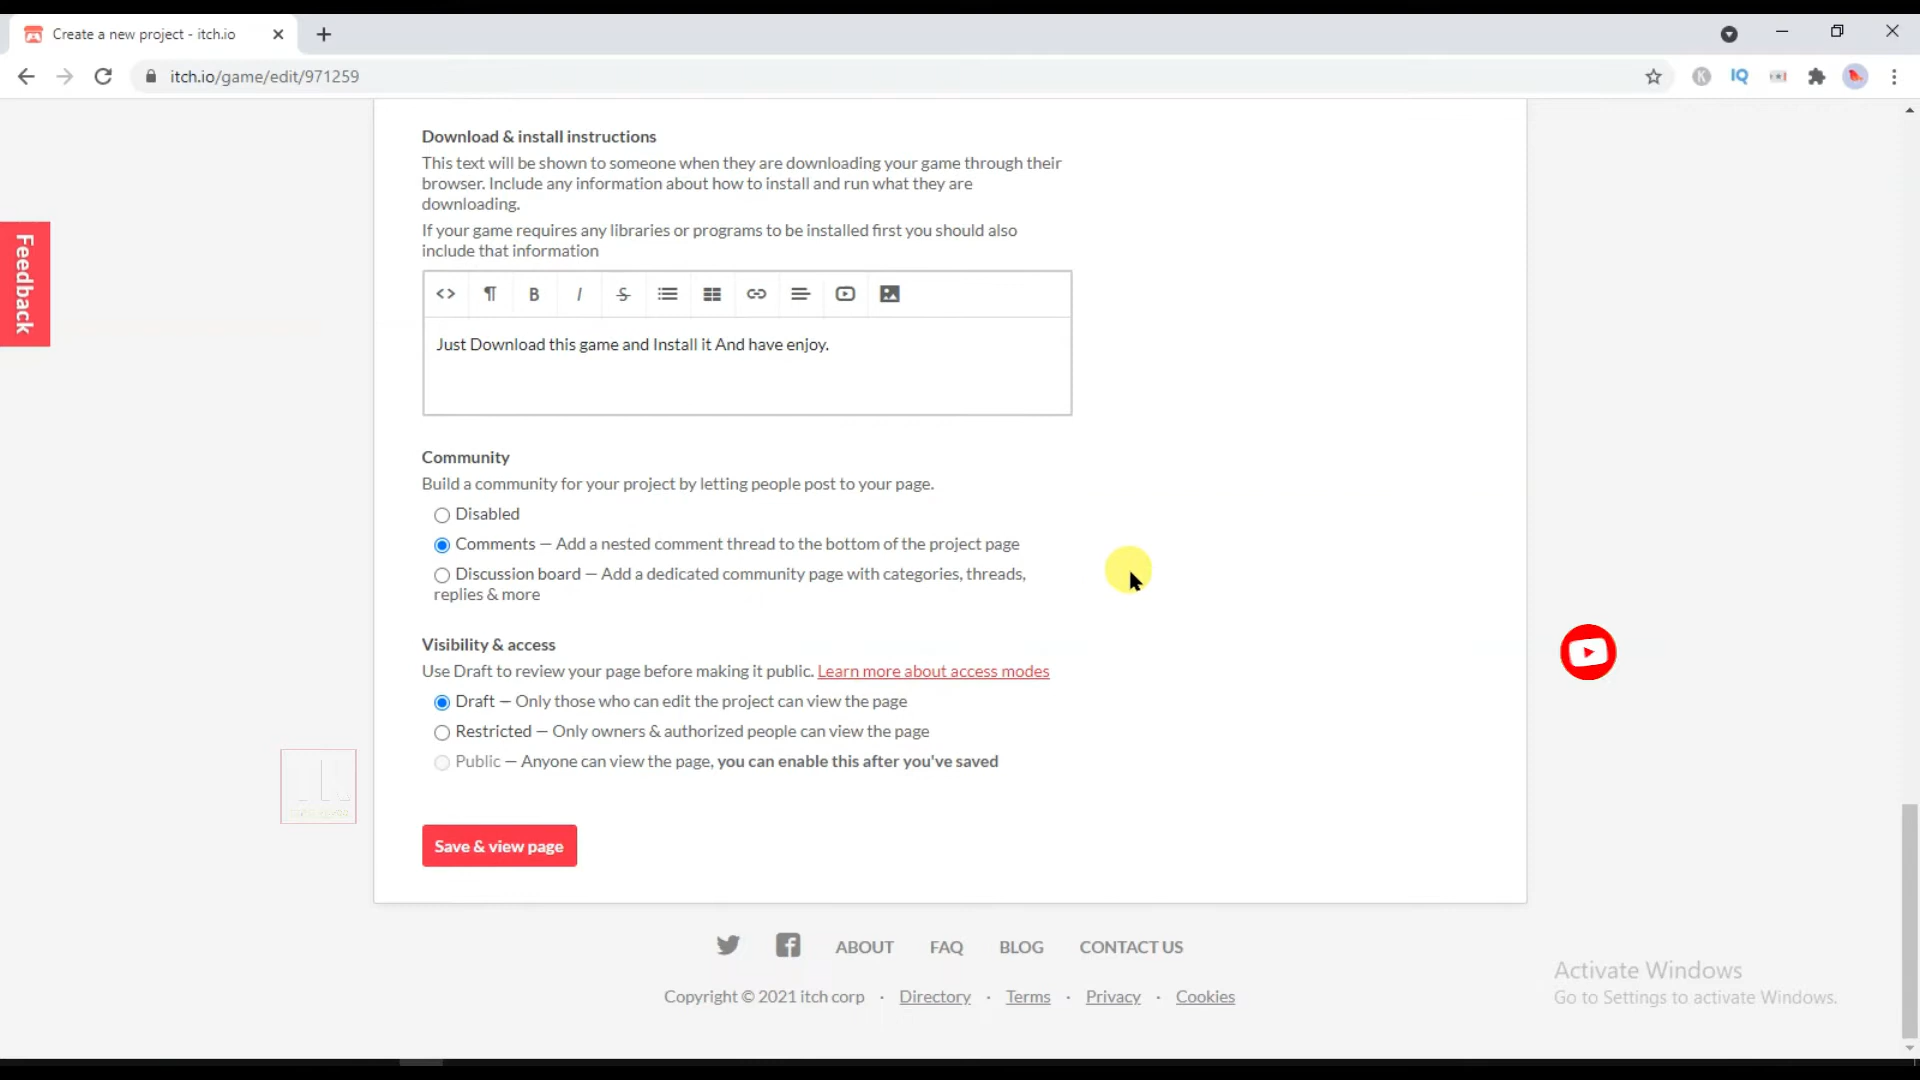 Create a new project - itch.io
itch.io/game/edit/971259
Download & install instructions
This text will be shown to someone when they are downloading your game through their
browser. Include any information about how to install and run what they are
downloading.
If your game requires any libraries or programs to be installed first you should also
include that information
Feedback
Just Download this game and Install it And have enjoy.
Community
Build a community for your project by letting people post to your page.
Disabled
Comments — Add a nested comment thread to the bottom of the project page
Discussion board — Add a dedicated community page with categories, threads,
replies & more
Visibility & access
Use Draft to review your page before making it public. Learn more about access modes
Draft — Only those who can edit the project can view the page
Restricted — Only owners & authorized people can view the page
Public — Anyone can view the page, you can enable this after you've saved
Save & view page
ABOUT FAQ BLOG CONTACT US
Copyright © 2021 itch corp · Directory · Terms · Privacy · Cookies
Activate Windows
Go to Settings to activate Windows.